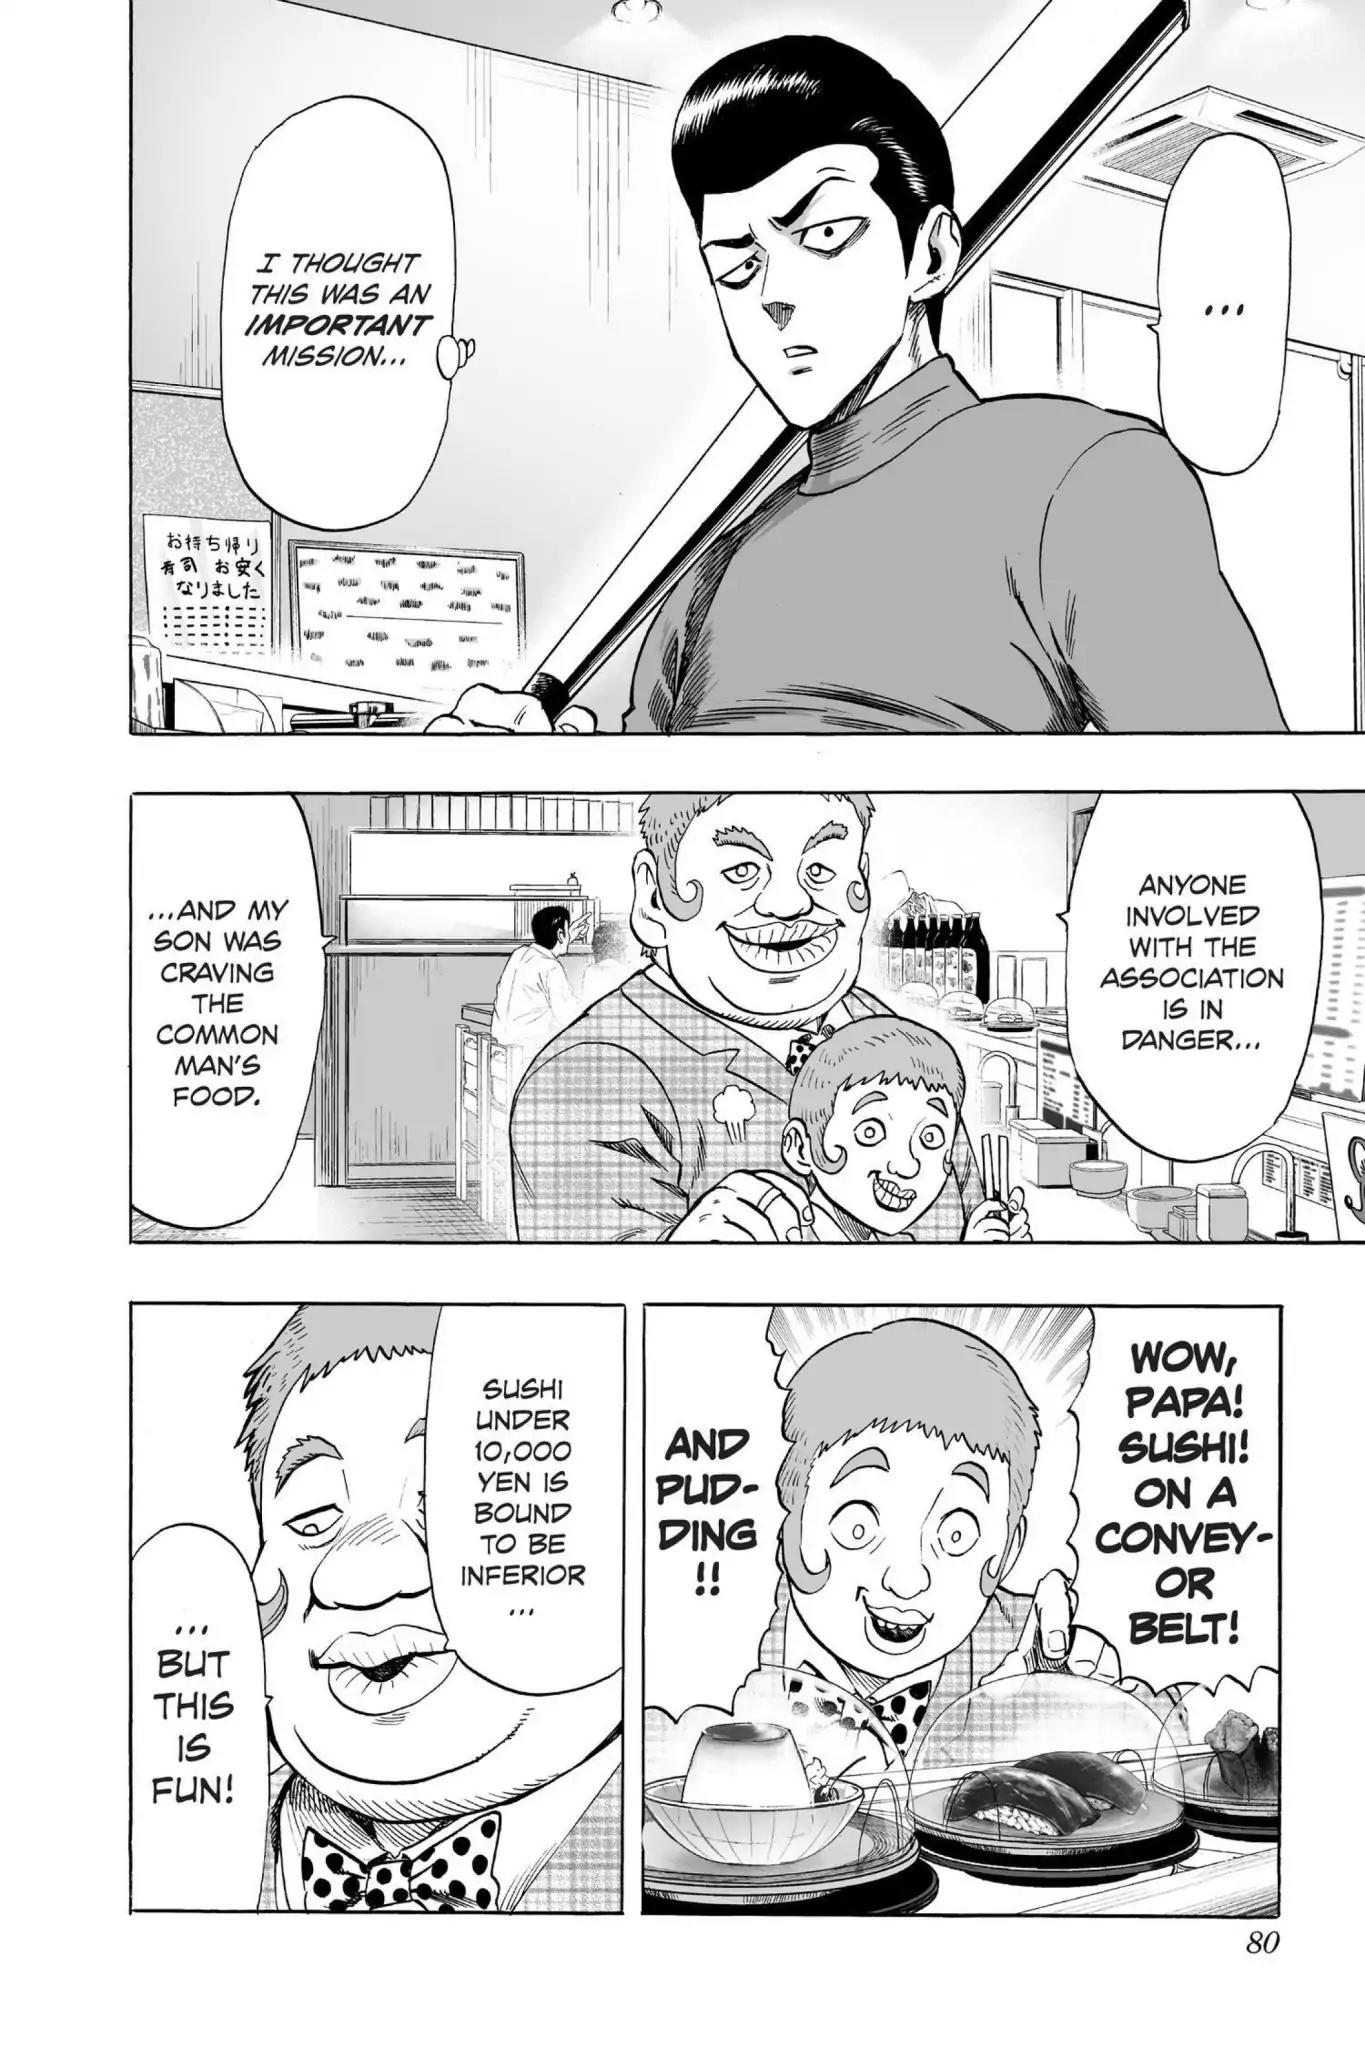 ...
I THOUGHT
THIS WAS AN
IMPORTANT
MISSION...
お持ち帰り
寿司 お安く
なりました
ANYONE
INVOLVED
WITH THE
ASSOCIATION
IS IN
DANGER...
...AND MY
SON WAS
CRAVING
THE
COMMON
MAN'S
FOOD.
WOW,
PAPA!
SUSHI!
ON A
CONVEY-
OR
BELT!
AND
PUD-
DING
!!
SUSHI
UNDER
10,000
YEN IS
BOUND
TO BE
INFERIOR
...
...
BUT
THIS
IS
FUN!
80